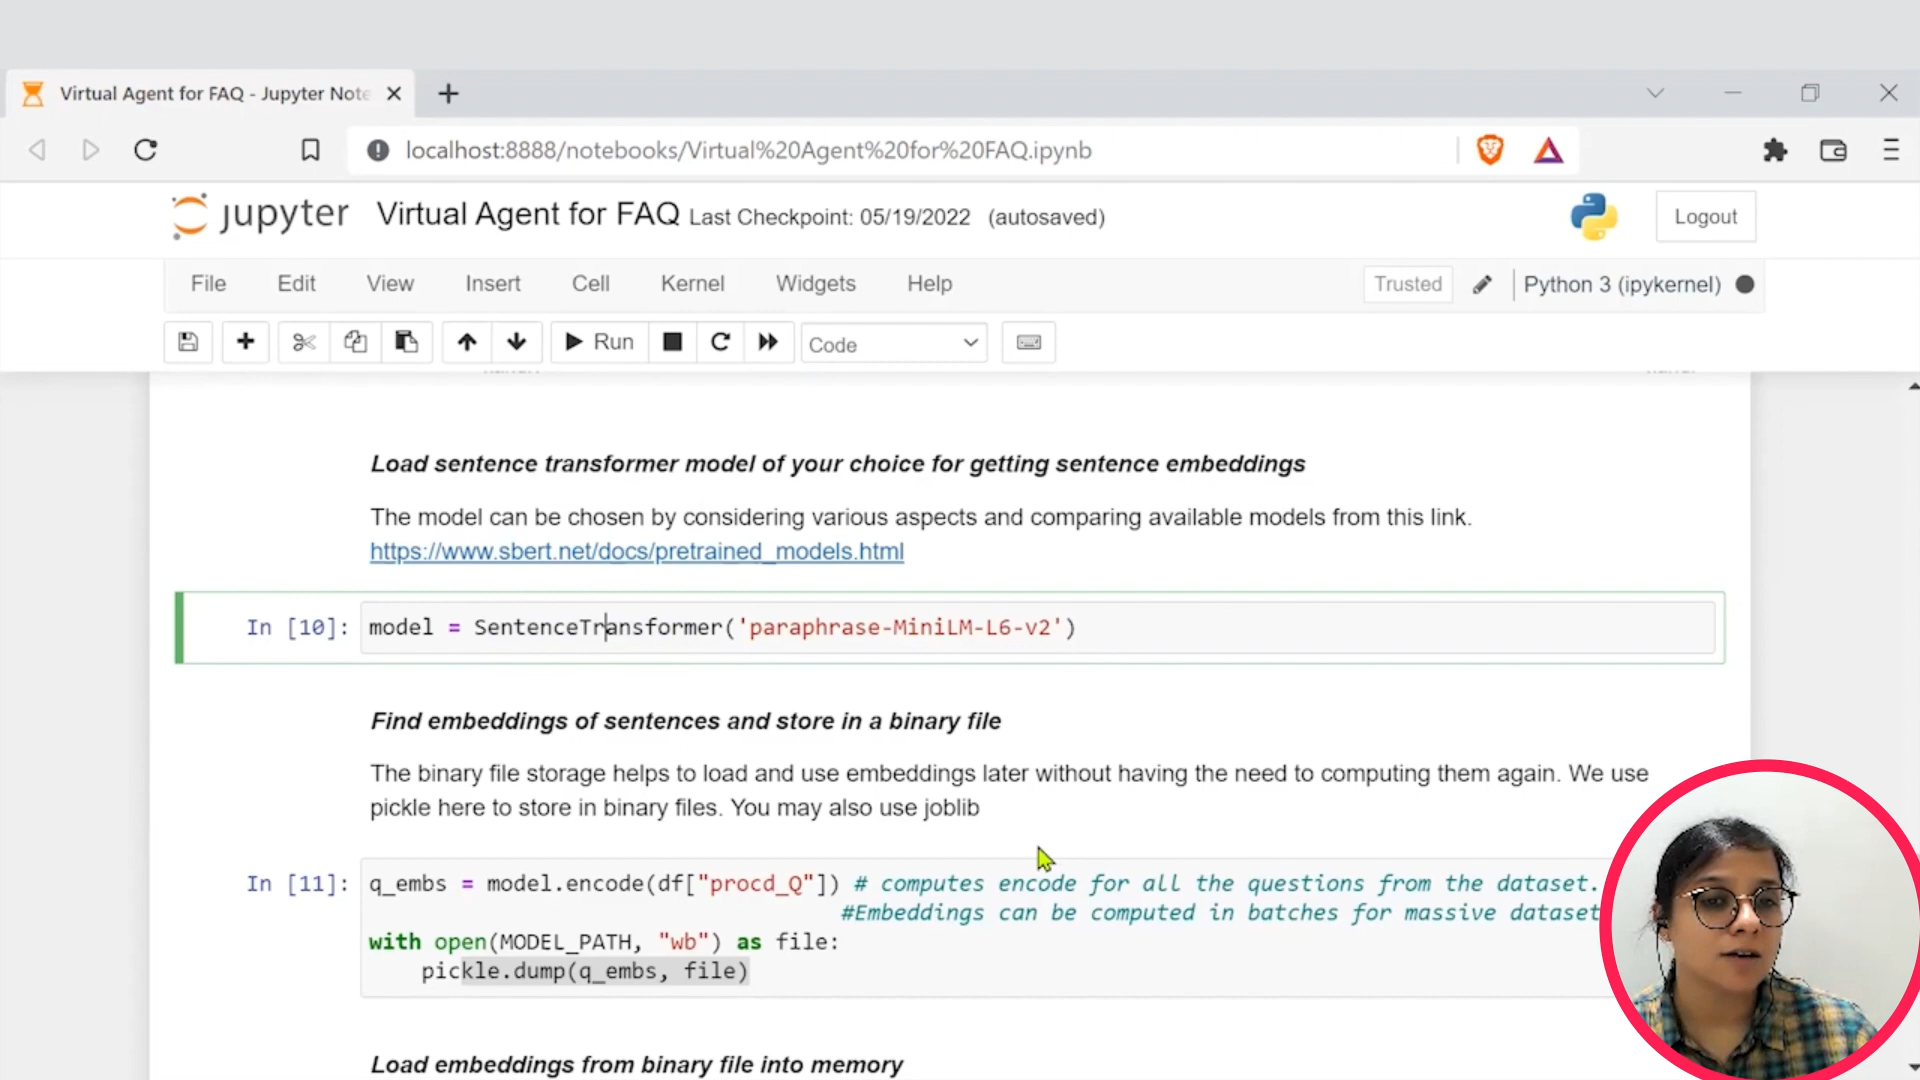 Virtual Agent for FAQ - Jupyter Note
localhost:8888/notebooks/Virtual%20Agent%20for%20FAQ.ipynb
jupyter Virtual Agent for FAQ Last Checkpoint: 05/19/2022 (autosaved)
Logout
File Edit View Insert Cell Kernel Widgets Help
Trusted Python 3 (ipykernel)
Run Code
Load sentence transformer model of your choice for getting sentence embeddings
The model can be chosen by considering various aspects and comparing available models from this link.
https://www.sbert.net/docs/pretrained_models.html
In [10]: model = SentenceTransformer('paraphrase-MiniLM-L6-v2')
Find embeddings of sentences and store in a binary file
The binary file storage helps to load and use embeddings later without having the need to computing them again. We use
pickle here to store in binary files. You may also use joblib
In [11]: q_embs = model.encode(df["procd_Q"]) # computes encode for all the questions from the dataset.
#Embeddings can be computed in batches for massive dataset
with open(MODEL_PATH, "wb") as file:
pickle.dump(q_embs, file)
Load embeddings from binary file into memory